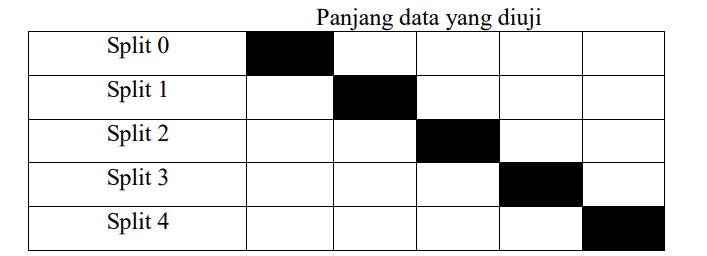 Panjang data yang diuji
Split 0
Split 1
Split 2
Split 3
Split 4